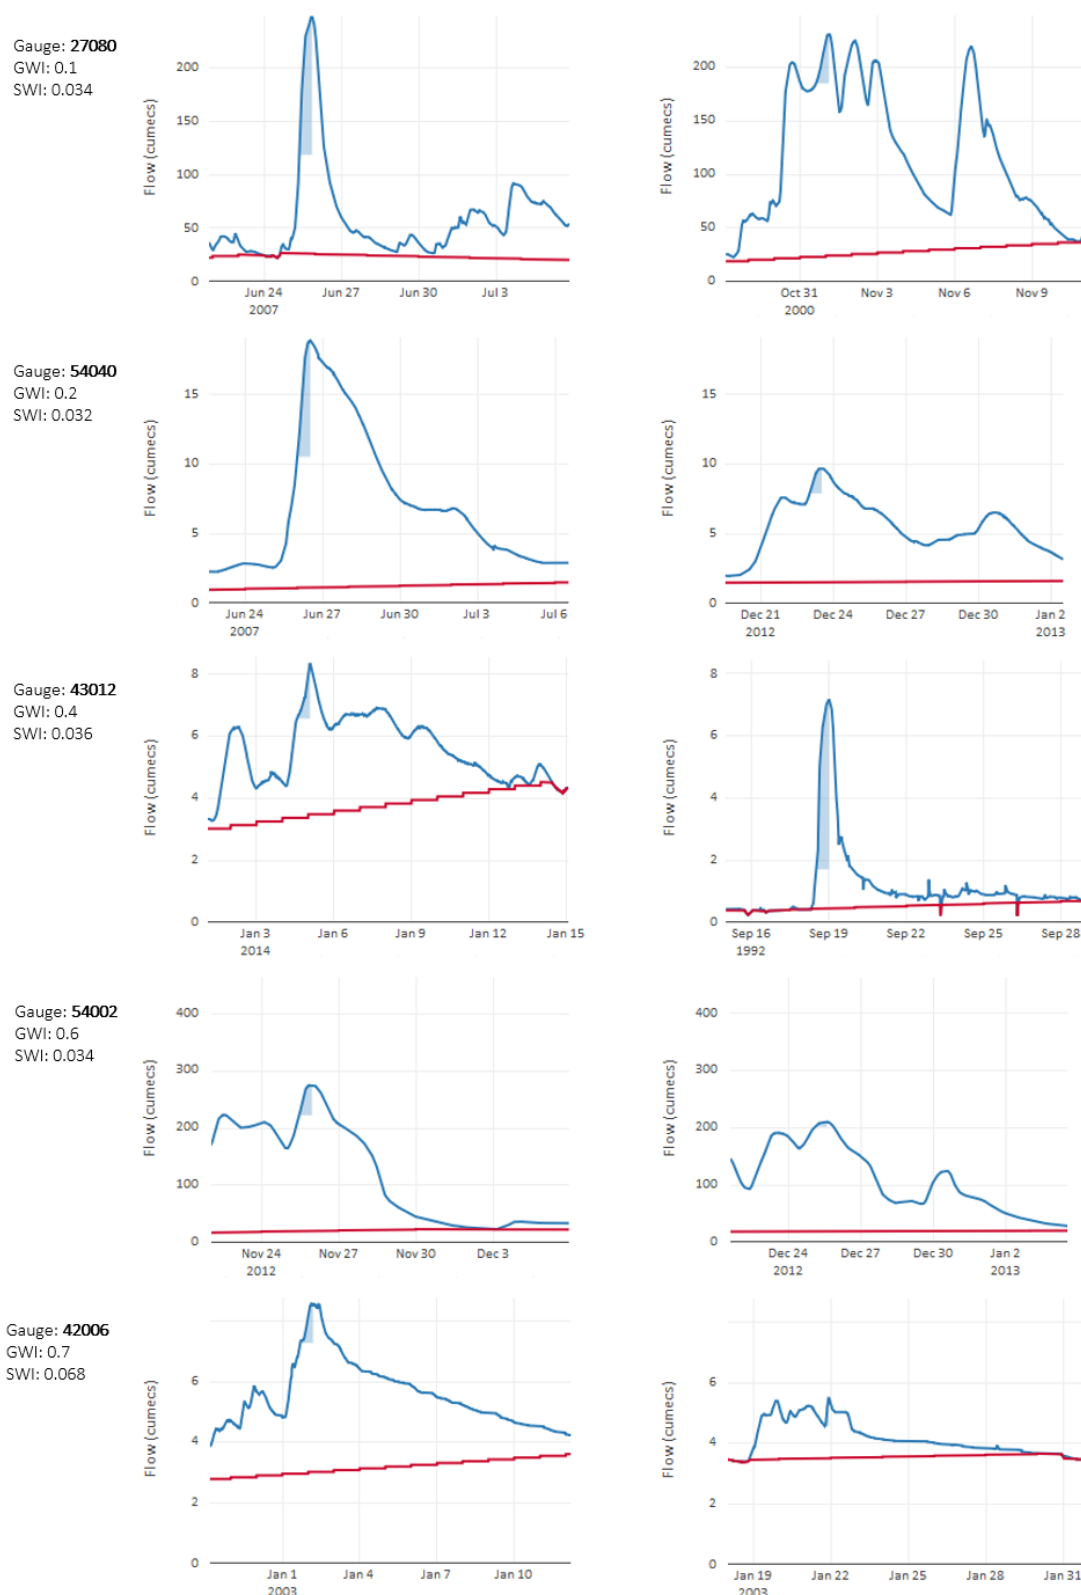 Gauge: 27080
GWI: 0.1
SWI: 0.034
Flow (cumecs)
200
150
100
50
0
Jun 24
2007
Jun 27
Jun 30
Jul 3
Flow (cumecs)
200
150
100
50
0
Oct 31
2000
Nov 3
Nov 6
Nov 9
Gauge: 54040
GWI: 0.2
SWI: 0.032
Flow (cumecs)
15
10
5
0
Jun 24
2007
Jun 27
Jun 30
Jul 3
Jul 6
Flow (cumecs)
15
10
5
0
Dec 21
2012
Dec 24
Dec 27
Dec 30
Jan 2
2013
Gauge: 43012
GWI: 0.4
SWI: 0.036
Flow (cumecs)
8
6
4
2
0
Jan 3
2014
Jan 6
Jan 9
Jan 12
Jan 15
Flow (cumecs)
8
6
4
2
0
Sep 16
1992
Sep 19
Sep 22
Sep 25
Sep 28
Gauge: 54002
GWI: 0.6
SWI: 0.034
Flow (cumecs)
400
300
200
100
0
Nov 24
2012
Nov 27
Nov 30
Dec 3
Flow (cumecs)
400
300
200
100
0
Dec 24
2012
Dec 27
Dec 30
Jan 2
2013
Gauge: 42006
GWI: 0.7
SWI: 0.068
Flow (cumecs)
6
4
2
0
Jan 1
2003
Jan 4
Jan 7
Jan 10
Flow (cumecs)
6
4
2
0
Jan 19
2003
Jan 22
Jan 25
Jan 28
Jan 31